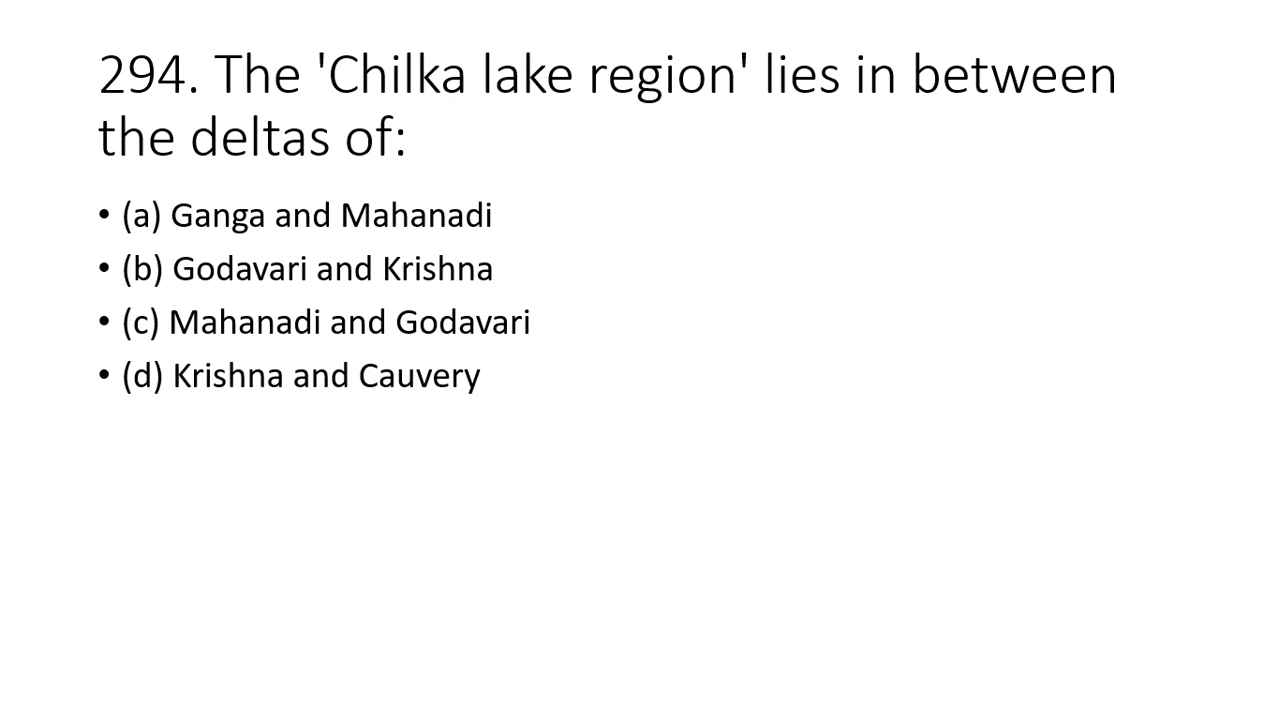 294. The 'Chilka lake region' lies in between
the deltas of:
• (a) Ganga and Mahanadi
• (b) Godavari and Krishna
• (c) Mahanadi and Godavari
• (d) Krishna and Cauvery